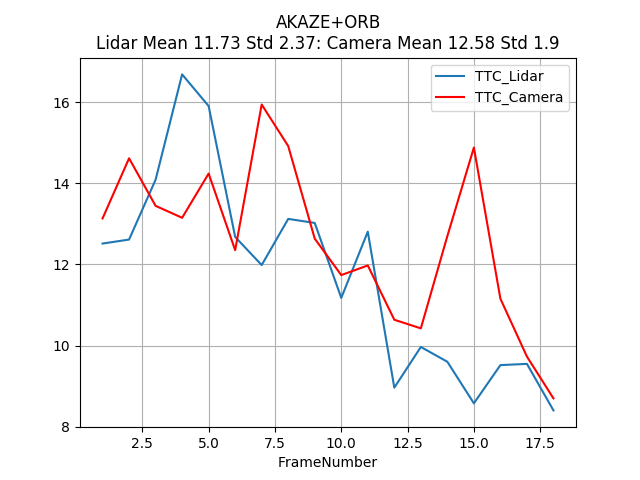 AKAZE+ORB
Lidar Mean 11.73 Std 2.37: Camera Mean 12.58 Std 1.9
TTC_Lidar
TTC_Camera
16
14
12
10
8
2.5 5.0 7.5 10.0 12.5 15.0 17.5
FrameNumber